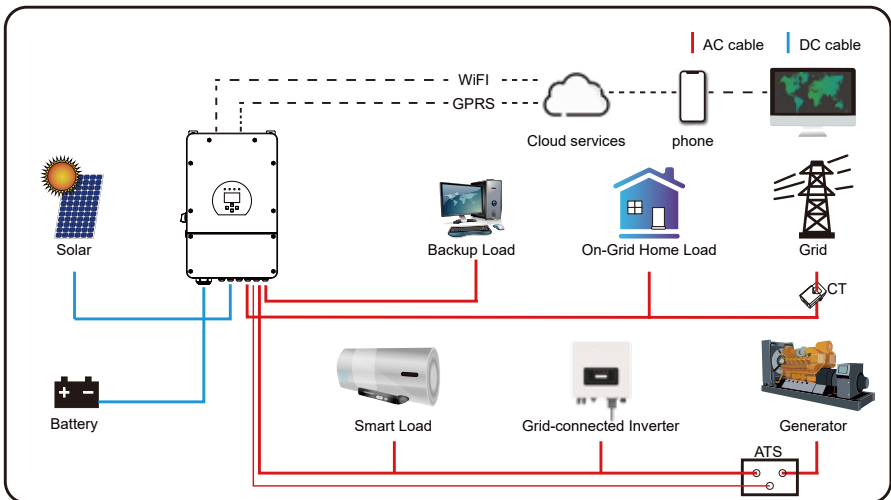 AC cable
DC cable
WiFI
GPRS
Cloud services
phone
Solar
Backup Load
On-Grid Home Load
Grid
CT
Battery
Smart Load
Grid-connected Inverter
Generator
ATS